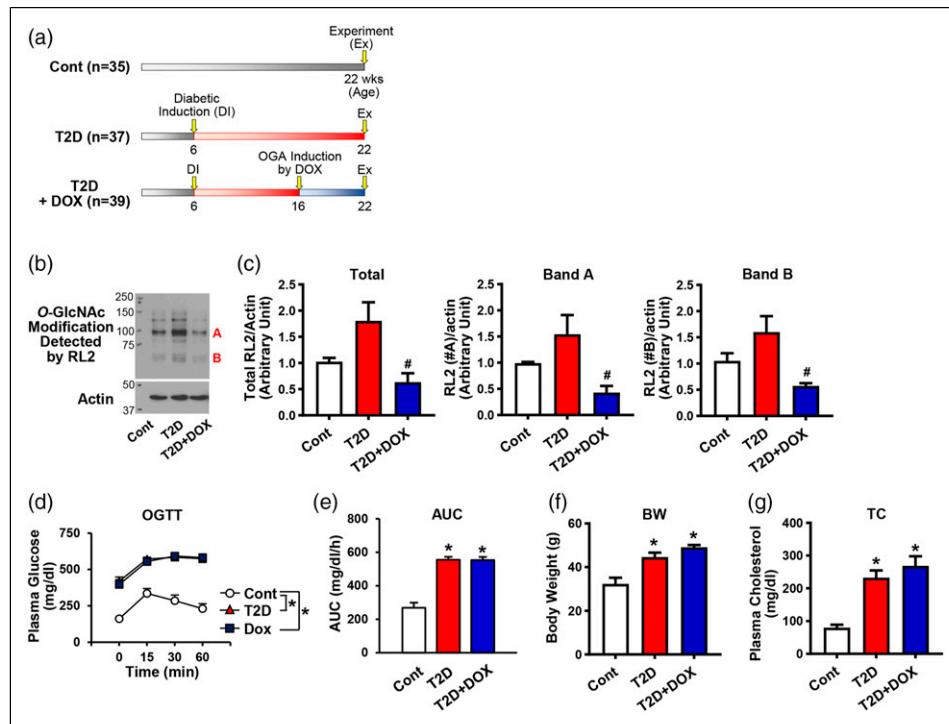 (a)
Experiment
(Ex)
Cont (n=35)
22 wks
(Age)
Diabetic
Induction (DI)
Ex
T2D (n=37)
6
22
OGA Induction
by DOX
DI
Ex
T2D
+ DOX (n=39)
6
16
22
(b)
O-GlcNAc
Modification
Detected
by RL2
250
150
100
75
A
B
Actin
50
37
Cont
T2D
T2D+DOX
(c)
Total
Total RL2/Actin
(Arbitrary Unit)
2.5
2.0
1.5
1.0
0.5
0.0
#
Cont
T2D
T2D+DOX
Band A
RL2 (#A)/actin
(Arbitrary Unit)
2.5
2.0
1.5
1.0
0.5
0.0
#
Cont
T2D
T2D+DOX
Band B
RL2 (#B)/actin
(Arbitrary Unit)
2.5
2.0
1.5
1.0
0.5
0.0
#
Cont
T2D
T2D+DOX
(d)
OGTT
Plasma Glucose
(mg/dl)
750
500
250
0
0 15 30 60
Time (min)
Cont
T2D
Dox
*
*
(e)
AUC
AUC (mg/dl/h)
800
600
400
200
0
* *
Cont
T2D
T2D+DOX
(f)
BW
Body Weight (g)
60
40
20
0
* *
Cont
T2D
T2D+DOX
(g)
TC
Plasma Cholesterol
(mg/dl)
400
300
200
100
0
* *
Cont
T2D
T2D+DOX